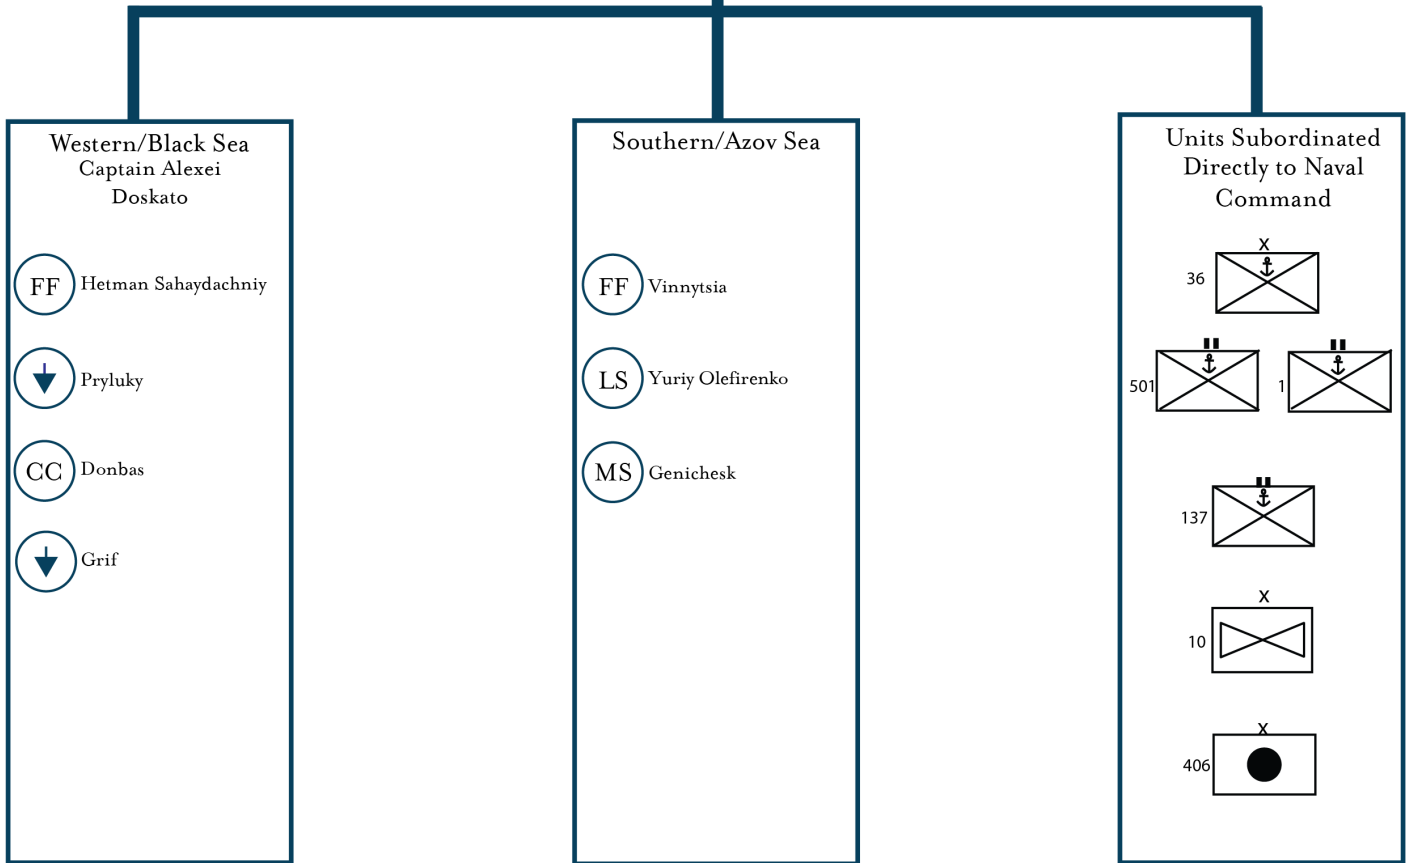 Western/Black Sea
Captain Alexei
Doskato
FF Hetman Sahaydachniy
Pryluky
CC Donbas
Grif
Southern/Azov Sea
FF Vinnytsia
LS Yuriy Olefirenko
MS Genichesk
Units Subordinated
Directly to Naval
Command
X
36
501
1
137
X
10
X
406